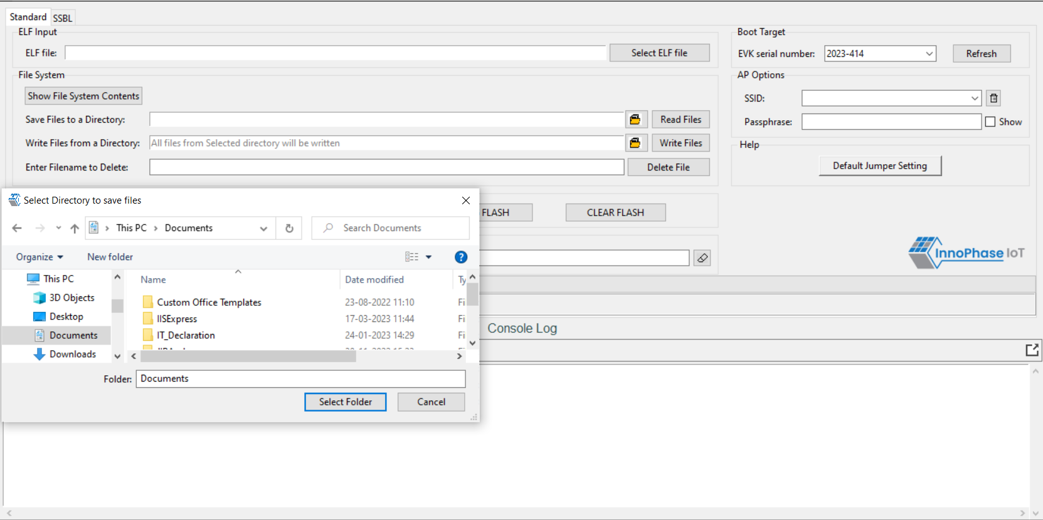 Standard SSBL
ELF Input
ELF file: Select ELF file
Boot Target
EVK serial number: 2023-414 Refresh
File System
Show File System Contents
AP Options
SSID:
Save Files to a Directory: Read Files
Passphrase: Show
Write Files from a Directory: All files from Selected directory will be written Write Files
Help
Enter Filename to Delete: Delete File
Default Jumper Setting
Select Directory to save files
FLASH CLEAR FLASH
This PC > Documents Search Documents
Organize New folder
InnoPhase IoT
This PC
Name Date modified Ty
3D Objects
Custom Office Templates 23-08-2022 11:10 Fi
Desktop
IISExpress 17-03-2023 11:44 Fi
Documents
IT_Declaration 24-01-2023 14:29 Fi
Downloads
Console Log
Folder: Documents
Select Folder Cancel